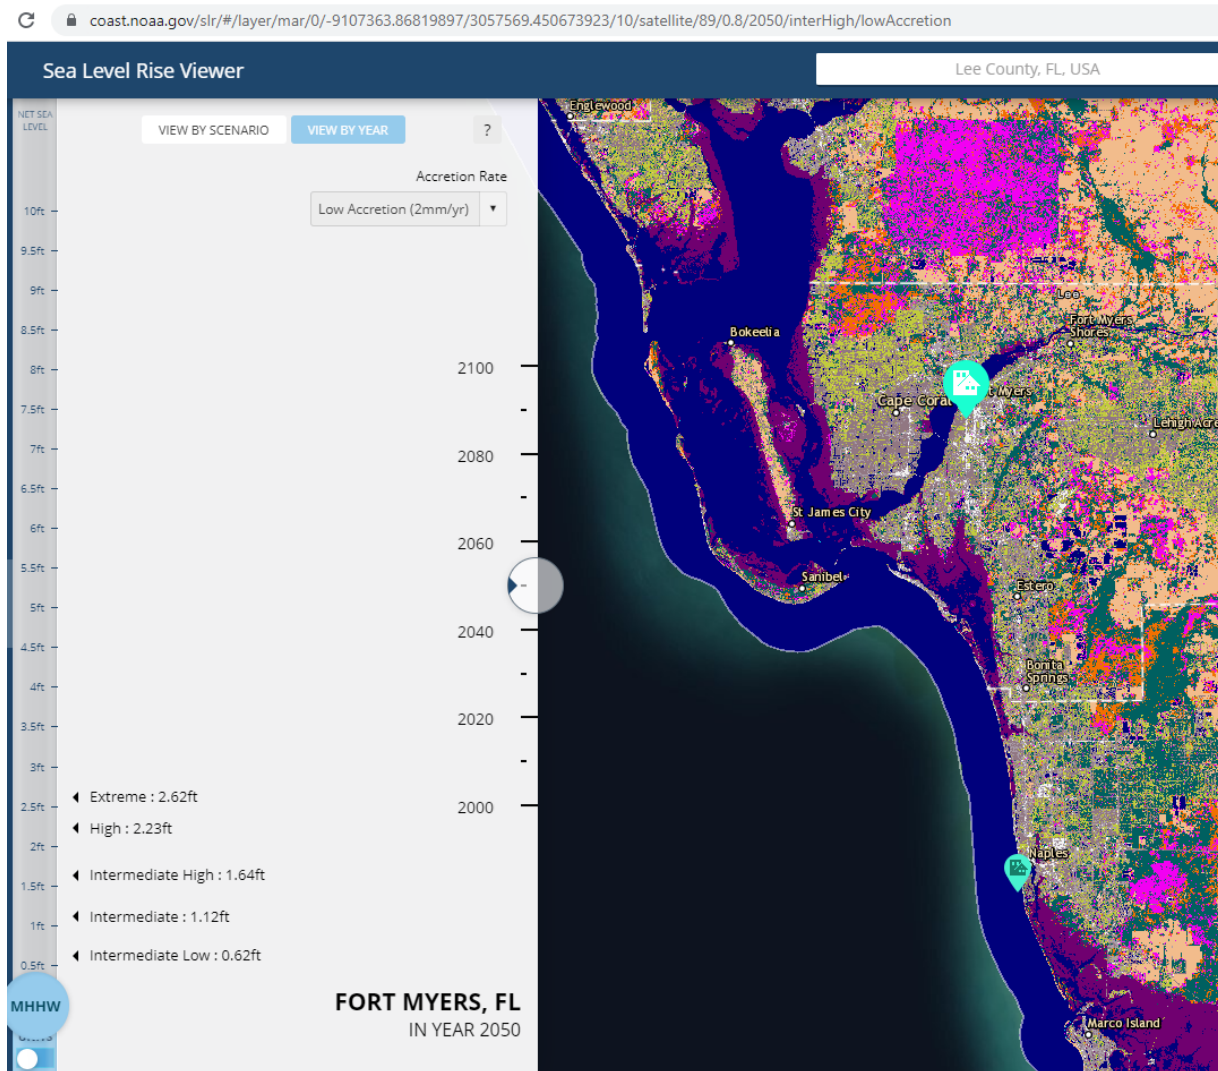 coast.noaa.gov/slr/#/layer/mar/0/-9107363.86819897/3057569.450673923/10/satellite/89/0.8/2050/interHigh/lowAccretion
Sea Level Rise Viewer
Lee County, FL, USA
NET SEA
LEVEL
VIEW BY SCENARIO
VIEW BY YEAR
?
Accretion Rate
Low Accretion (2mm/yr)
10ft
9.5ft
9ft
8.5ft
8ft
7.5ft
7ft
6.5ft
6ft
5.5ft
5ft
4.5ft
4ft
3.5ft
3ft
2.5ft
2ft
1.5ft
1ft
0.5ft
MHHW
2100
2080
2060
2040
2020
2000
Extreme : 2.62ft
High : 2.23ft
Intermediate High : 1.64ft
Intermediate : 1.12ft
Intermediate Low : 0.62ft
FORT MYERS, FL
IN YEAR 2050
Englewood
Lee
Fort Myers
Shores
Bokeelia
Cape Coral
Myers
Lehigh Acre
St James City
Sanibel
Estero
Bonita
Springs
Naples
Marco Island